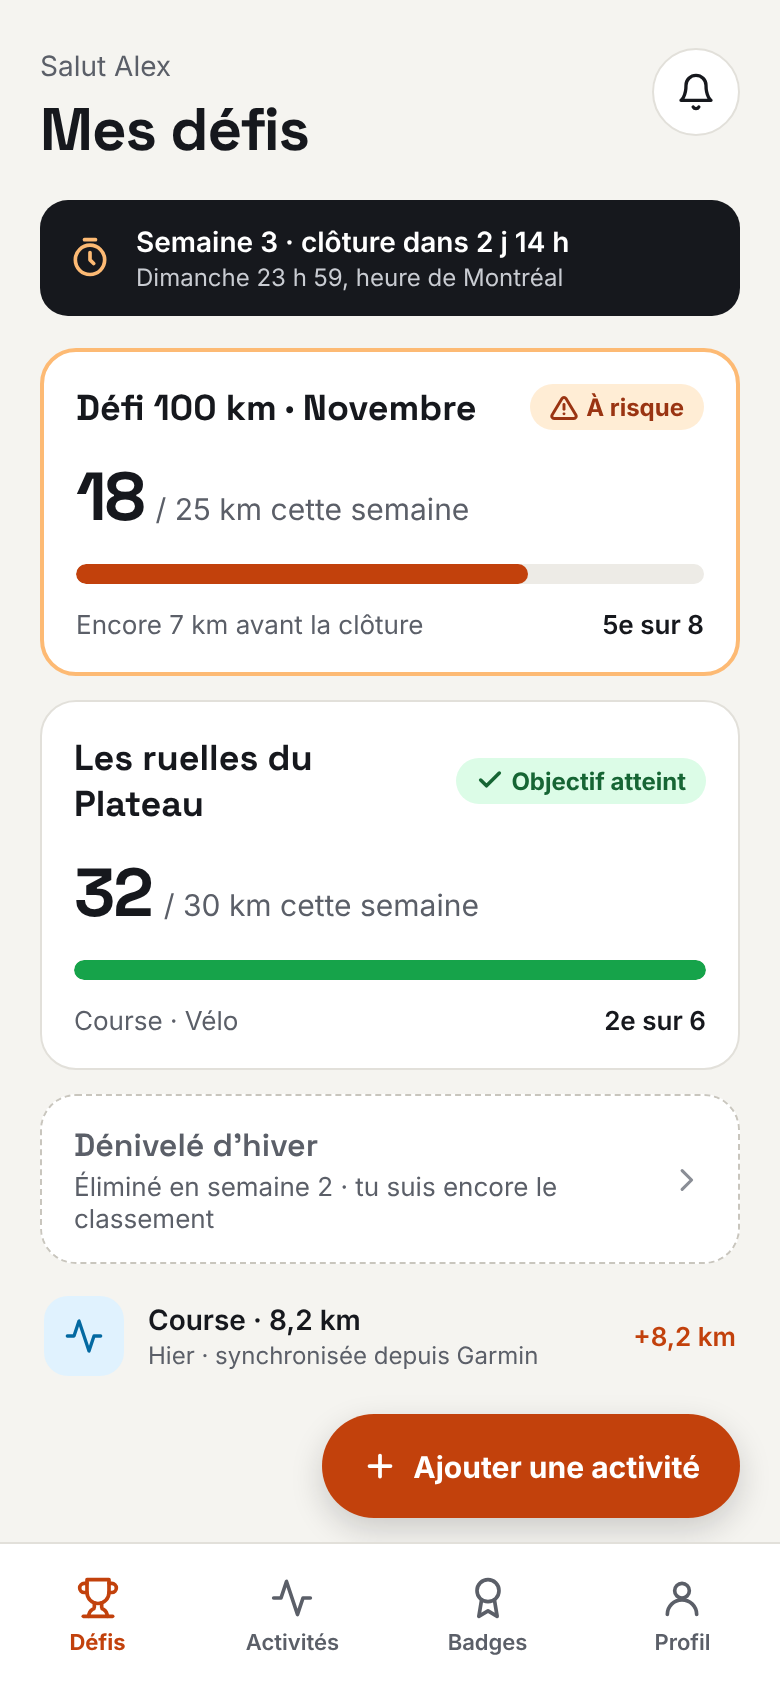 Salut Alex
Mes défis
Semaine 3 · clôture dans 2 j 14 h
Dimanche 23 h 59, heure de Montréal
Défi 100 km · Novembre
À risque
18 / 25 km cette semaine
Encore 7 km avant la clôture
5e sur 8
Les ruelles du
Plateau
Objectif atteint
32 / 30 km cette semaine
Course · Vélo
2e sur 6
Dénivelé d’hiver
Éliminé en semaine 2 · tu suis encore le
classement
Course · 8,2 km
Hier · synchronisée depuis Garmin
+8,2 km
Ajouter une activité
Défis
Activités
Badges
Profil